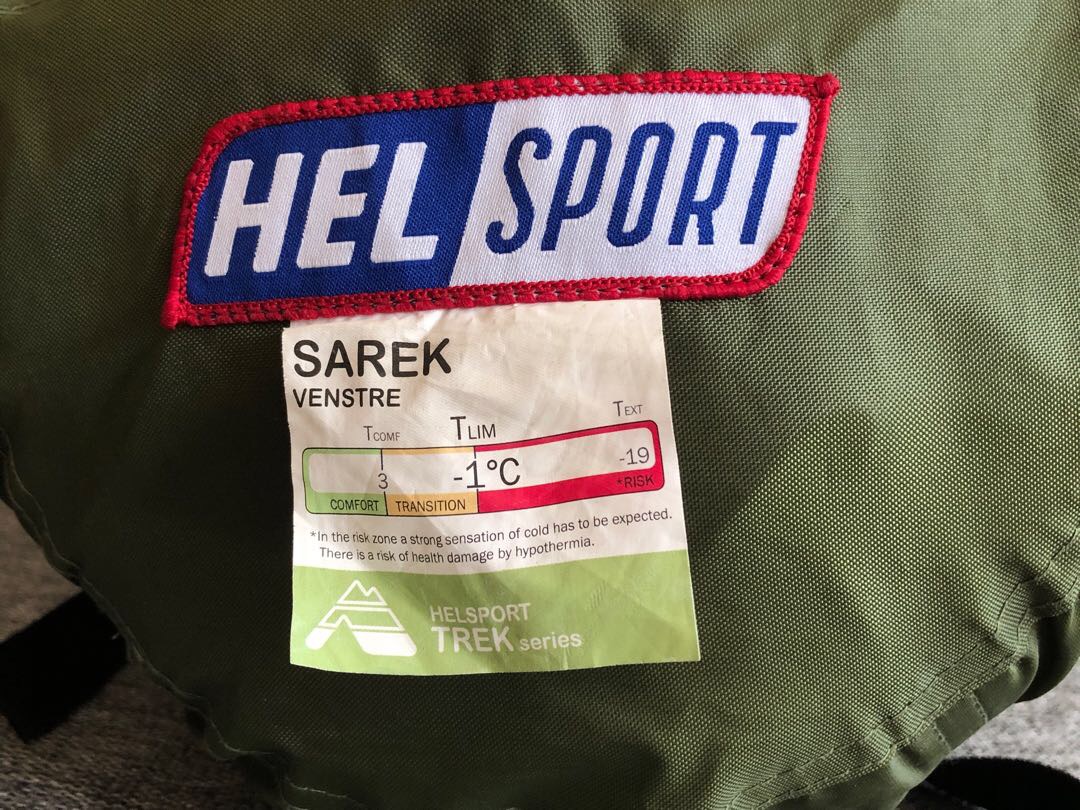 HEL SPORT
SAREK
VENSTRE
TCOMF TLIM TEXT
3 -1°C -19
COMFORT TRANSITION *RISK
*In the risk zone a strong sensation of cold has to be expected.
There is a risk of health damage by hypothermia.
HELSPORT
TREK series